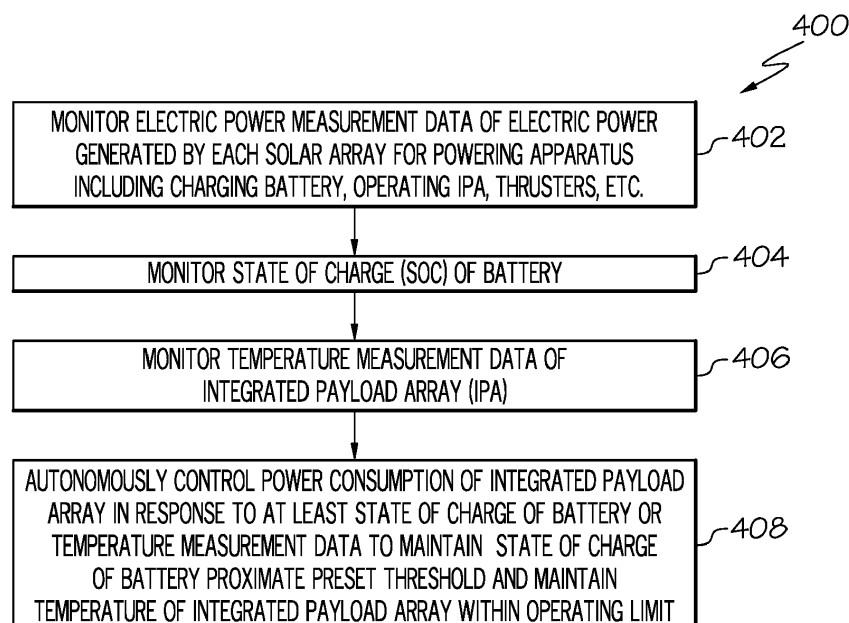 400
MONITOR ELECTRIC POWER MEASUREMENT DATA OF ELECTRIC POWER
GENERATED BY EACH SOLAR ARRAY FOR POWERING APPARATUS
INCLUDING CHARGING BATTERY, OPERATING IPA, THRUSTERS, ETC.
402
MONITOR STATE OF CHARGE (SOC) OF BATTERY
404
MONITOR TEMPERATURE MEASUREMENT DATA OF
INTEGRATED PAYLOAD ARRAY (IPA)
406
AUTONOMOUSLY CONTROL POWER CONSUMPTION OF INTEGRATED PAYLOAD
ARRAY IN RESPONSE TO AT LEAST STATE OF CHARGE OF BATTERY OR
TEMPERATURE MEASUREMENT DATA TO MAINTAIN STATE OF CHARGE
OF BATTERY PROXIMATE PRESET THRESHOLD AND MAINTAIN
TEMPERATURE OF INTEGRATED PAYLOAD ARRAY WITHIN OPERATING LIMIT
408